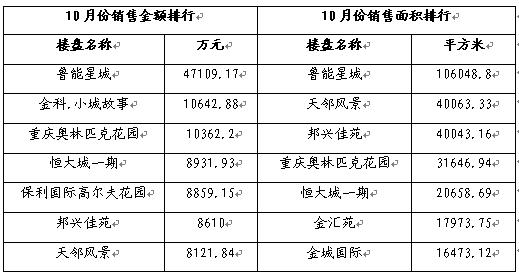 10月份销售金额排行 10月份销售面积排行
楼盘名称 万元 楼盘名称 平方米
鲁能星城 47109.17 鲁能星城 106048.8
金科.小城故事 10642.88 天邻风景 40063.33
重庆奥林匹克花园 10362.2 邦兴佳苑 40043.16
恒大城一期 8931.93 重庆奥林匹克花园 31646.94
保利国际高尔夫花园 8859.15 恒大城一期 20658.69
邦兴佳苑 8610 金汇苑 17973.75
天邻风景 8121.84 金城国际 16473.12